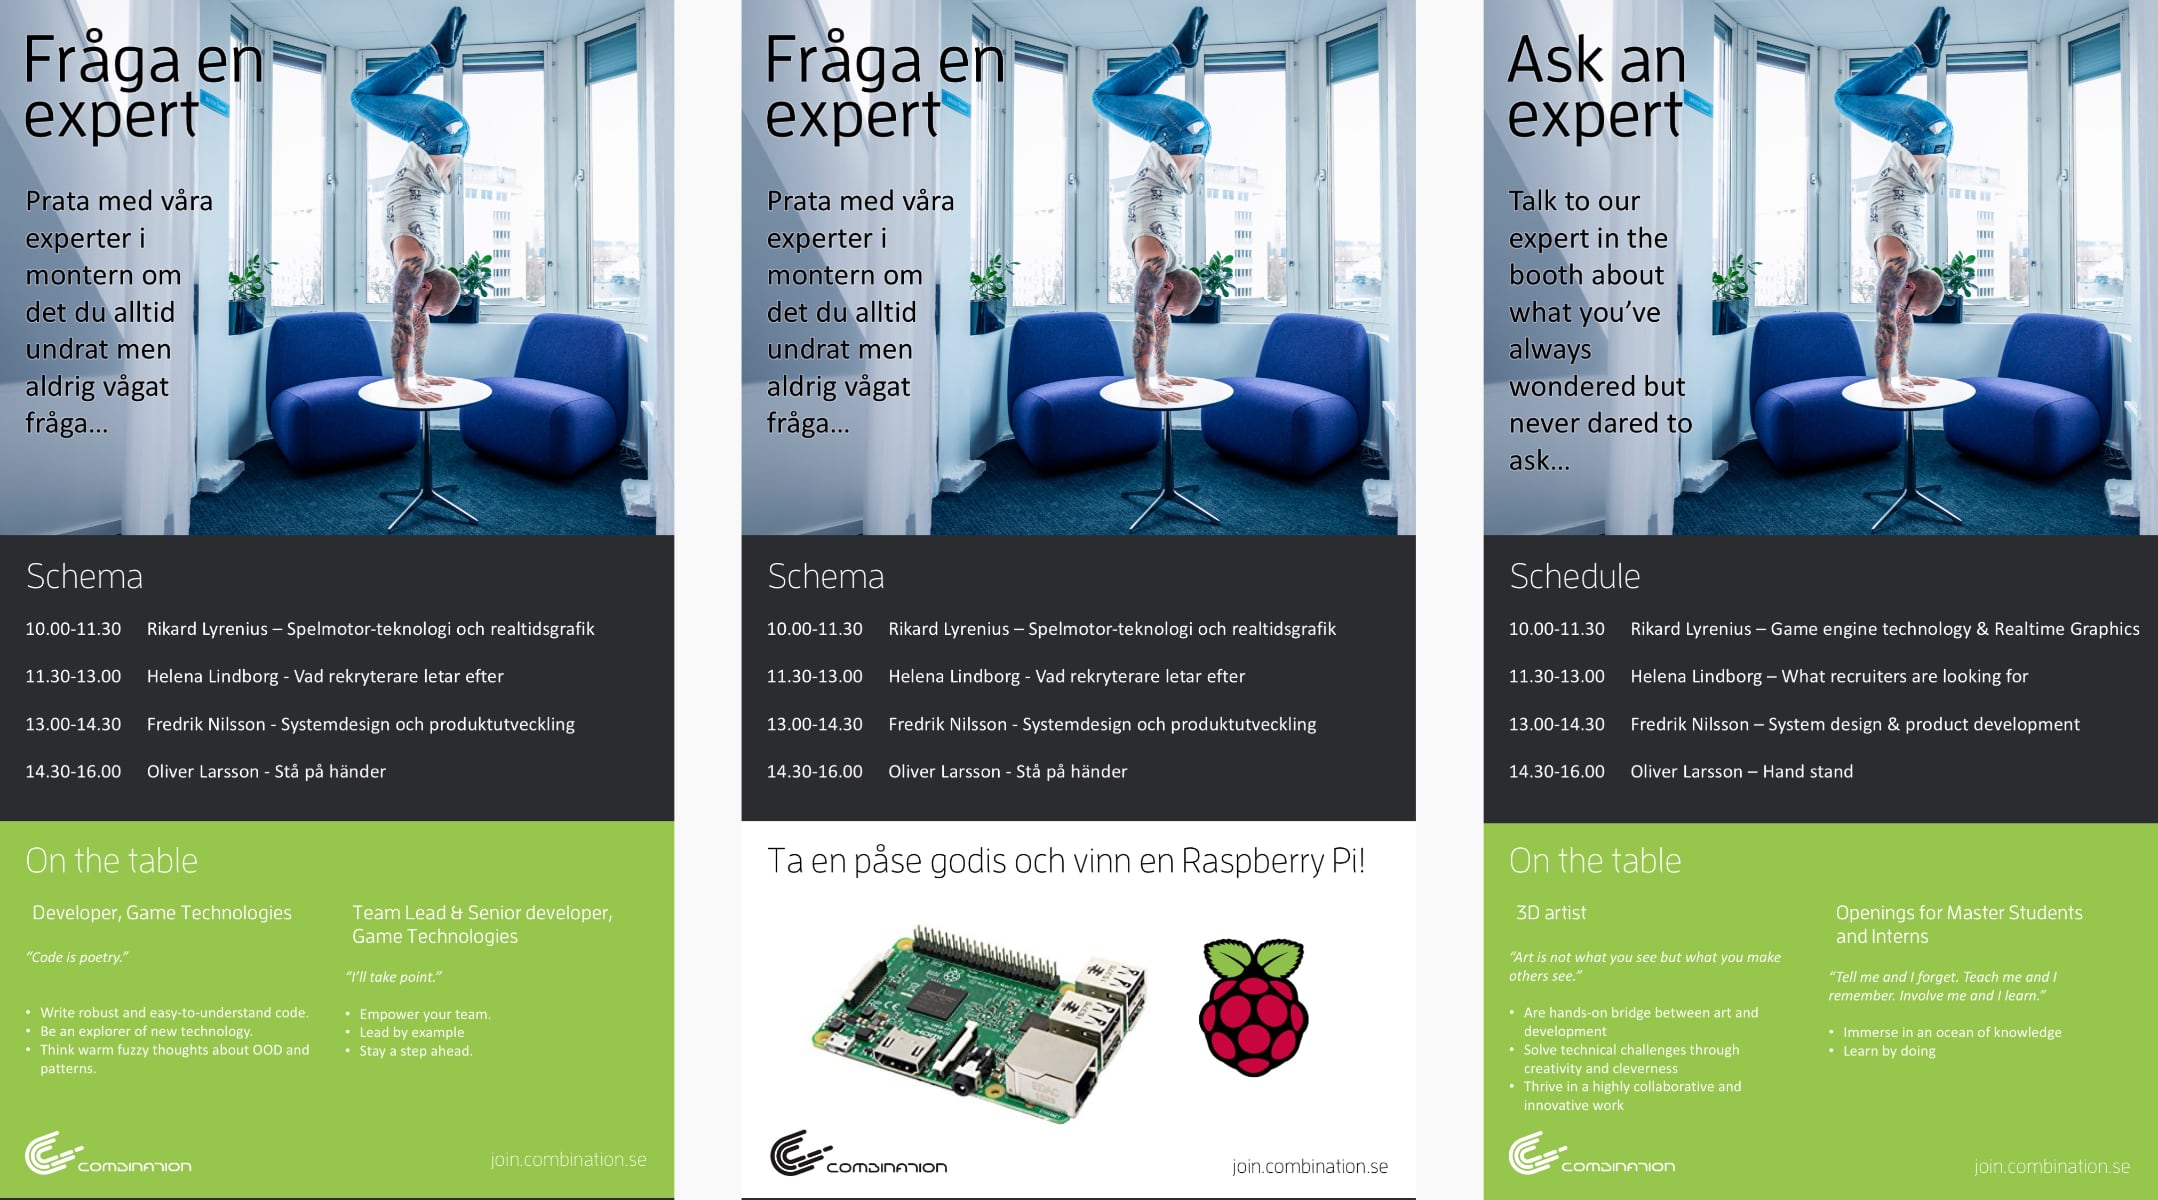 Fråga en
expert
Prata med våra
experter i
montern om
det du alltid
undrat men
aldrig vågat
fråga...
Schema
10.00-11.30 Rikard Lyrenius – Spelmotor-teknologi och realtidsgrafik
11.30-13.00 Helena Lindborg - Vad rekryterare letar efter
13.00-14.30 Fredrik Nilsson - Systemdesign och produktutveckling
14.30-16.00 Oliver Larsson - Stå på händer
On the table
Developer, Game Technologies
“Code is poetry.”
• Write robust and easy-to-understand code.
• Be an explorer of new technology.
• Think warm fuzzy thoughts about OOD and
patterns.
Team Lead & Senior developer,
Game Technologies
“I’ll take point.”
• Empower your team.
• Lead by example
• Stay a step ahead.
COMBINATION
join.combination.se
Fråga en
expert
Prata med våra
experter i
montern om
det du alltid
undrat men
aldrig vågat
fråga...
Schema
10.00-11.30 Rikard Lyrenius – Spelmotor-teknologi och realtidsgrafik
11.30-13.00 Helena Lindborg - Vad rekryterare letar efter
13.00-14.30 Fredrik Nilsson - Systemdesign och produktutveckling
14.30-16.00 Oliver Larsson - Stå på händer
Ta en påse godis och vinn en Raspberry Pi!
HDMI
COMBINATION
join.combination.se
Ask an
expert
Talk to our
expert in the
booth about
what you’ve
always
wondered but
never dared to
ask...
Schedule
10.00-11.30 Rikard Lyrenius – Game engine technology & Realtime Graphics
11.30-13.00 Helena Lindborg – What recruiters are looking for
13.00-14.30 Fredrik Nilsson – System design & product development
14.30-16.00 Oliver Larsson – Hand stand
On the table
3D artist
“Art is not what you see but what you make
others see.”
• Are hands-on bridge between art and
development
• Solve technical challenges through
creativity and cleverness
• Thrive in a highly collaborative and
innovative work
Openings for Master Students
and Interns
“Tell me and I forget. Teach me and I
remember. Involve me and I learn.”
• Immerse in an ocean of knowledge
• Learn by doing
COMBINATION
join.combination.se